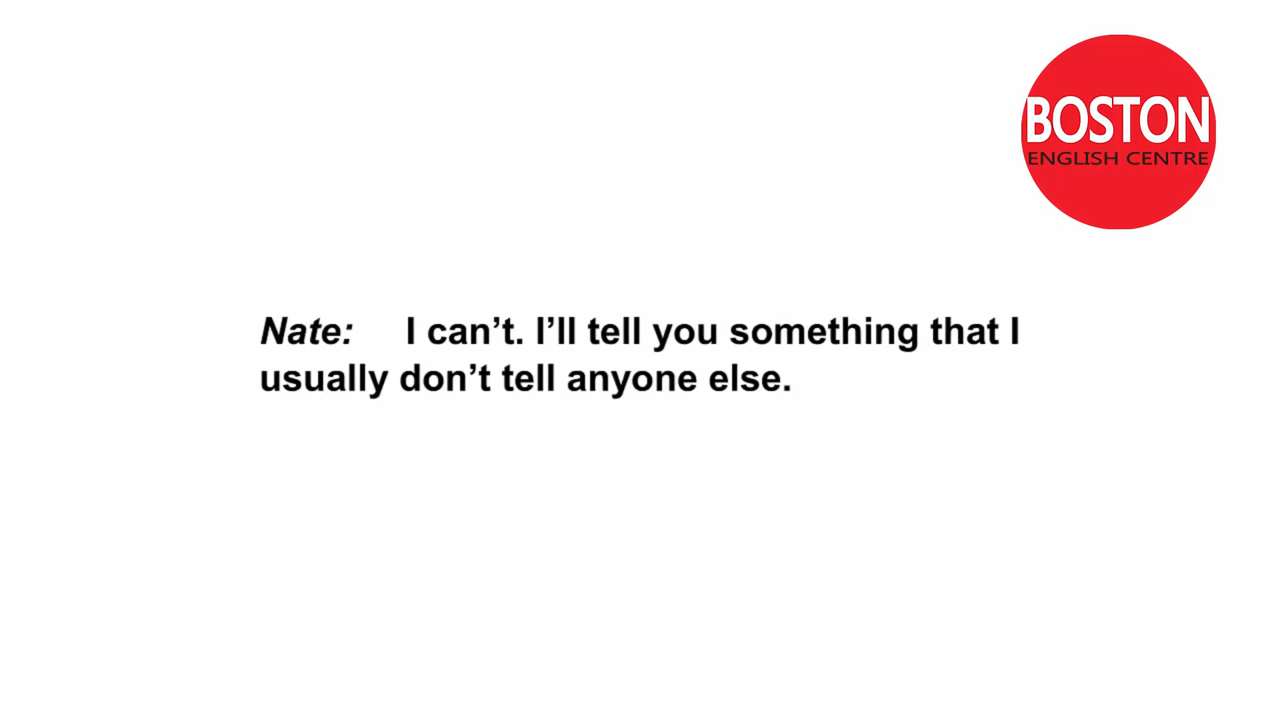 BOSTON
ENGLISH CENTRE
Nate: I can’t. I’ll tell you something that I
usually don’t tell anyone else.